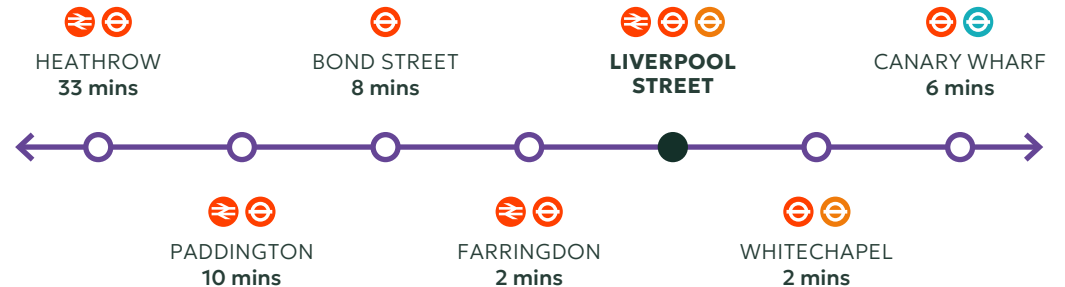 HEATHROW
33 mins
BOND STREET
8 mins
LIVERPOOL
STREET
CANARY WHARF
6 mins
PADDINGTON
10 mins
FARRINGDON
2 mins
WHITECHAPEL
2 mins